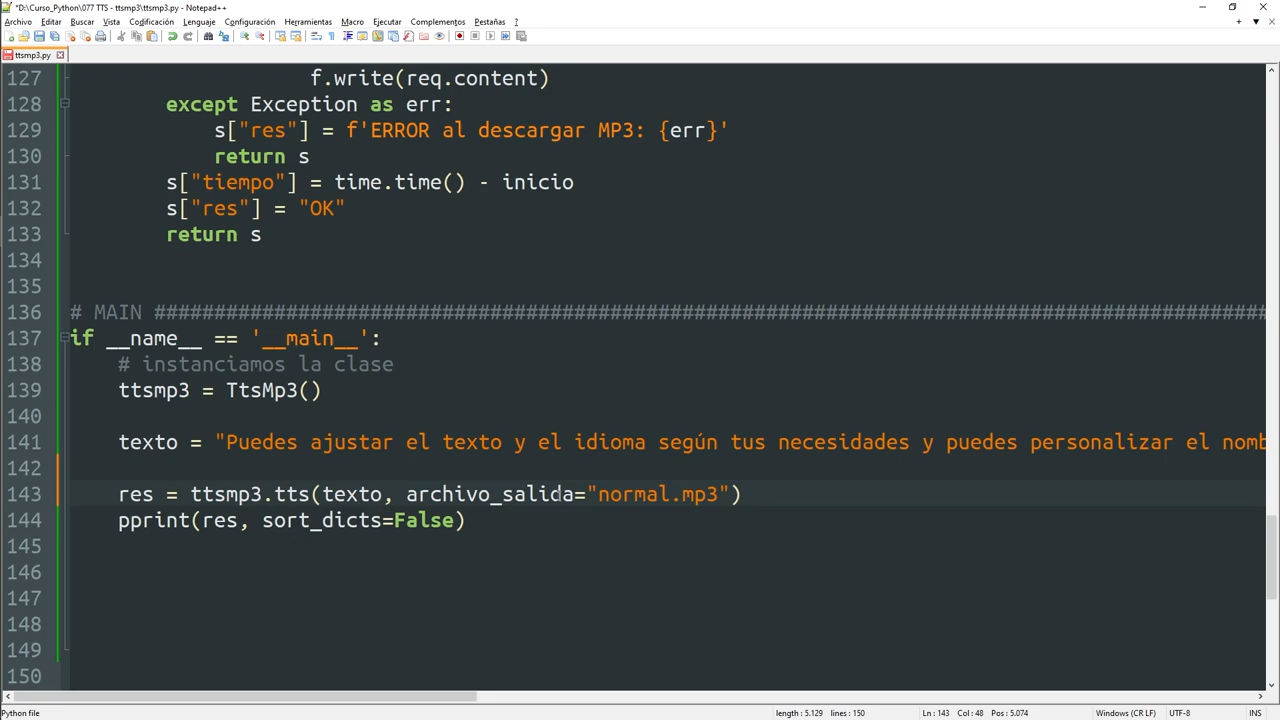 *D:\Curso_Python\077 TTS - ttsmp3\ttsmp3.py - Notepad++
Archivo Editar Buscar Vista Codificación Lenguaje Configuración Herramientas Macro Ejecutar Complementos Pestañas ?
ttsmp3.py
127 f.write(req.content)
128 except Exception as err:
129 s["res"] = f'ERROR al descargar MP3: {err}'
130 return s
131 s["tiempo"] = time.time() - inicio
132 s["res"] = "OK"
133 return s
134
135
136 # MAIN ####################################################################################################
137 if __name__ == '__main__':
138 # instanciamos la clase
139 ttsmp3 = TtsMp3()
140
141 texto = "Puedes ajustar el texto y el idioma según tus necesidades y puedes personalizar el nomb
142
143 res = ttsmp3.tts(texto, archivo_salida="normal.mp3")
144 pprint(res, sort_dicts=False)
145
146
147
148
149
150
Python file length : 5.129 lines : 150 Ln : 143 Col : 48 Pos : 5.074 Windows (CR LF) UTF-8 INS